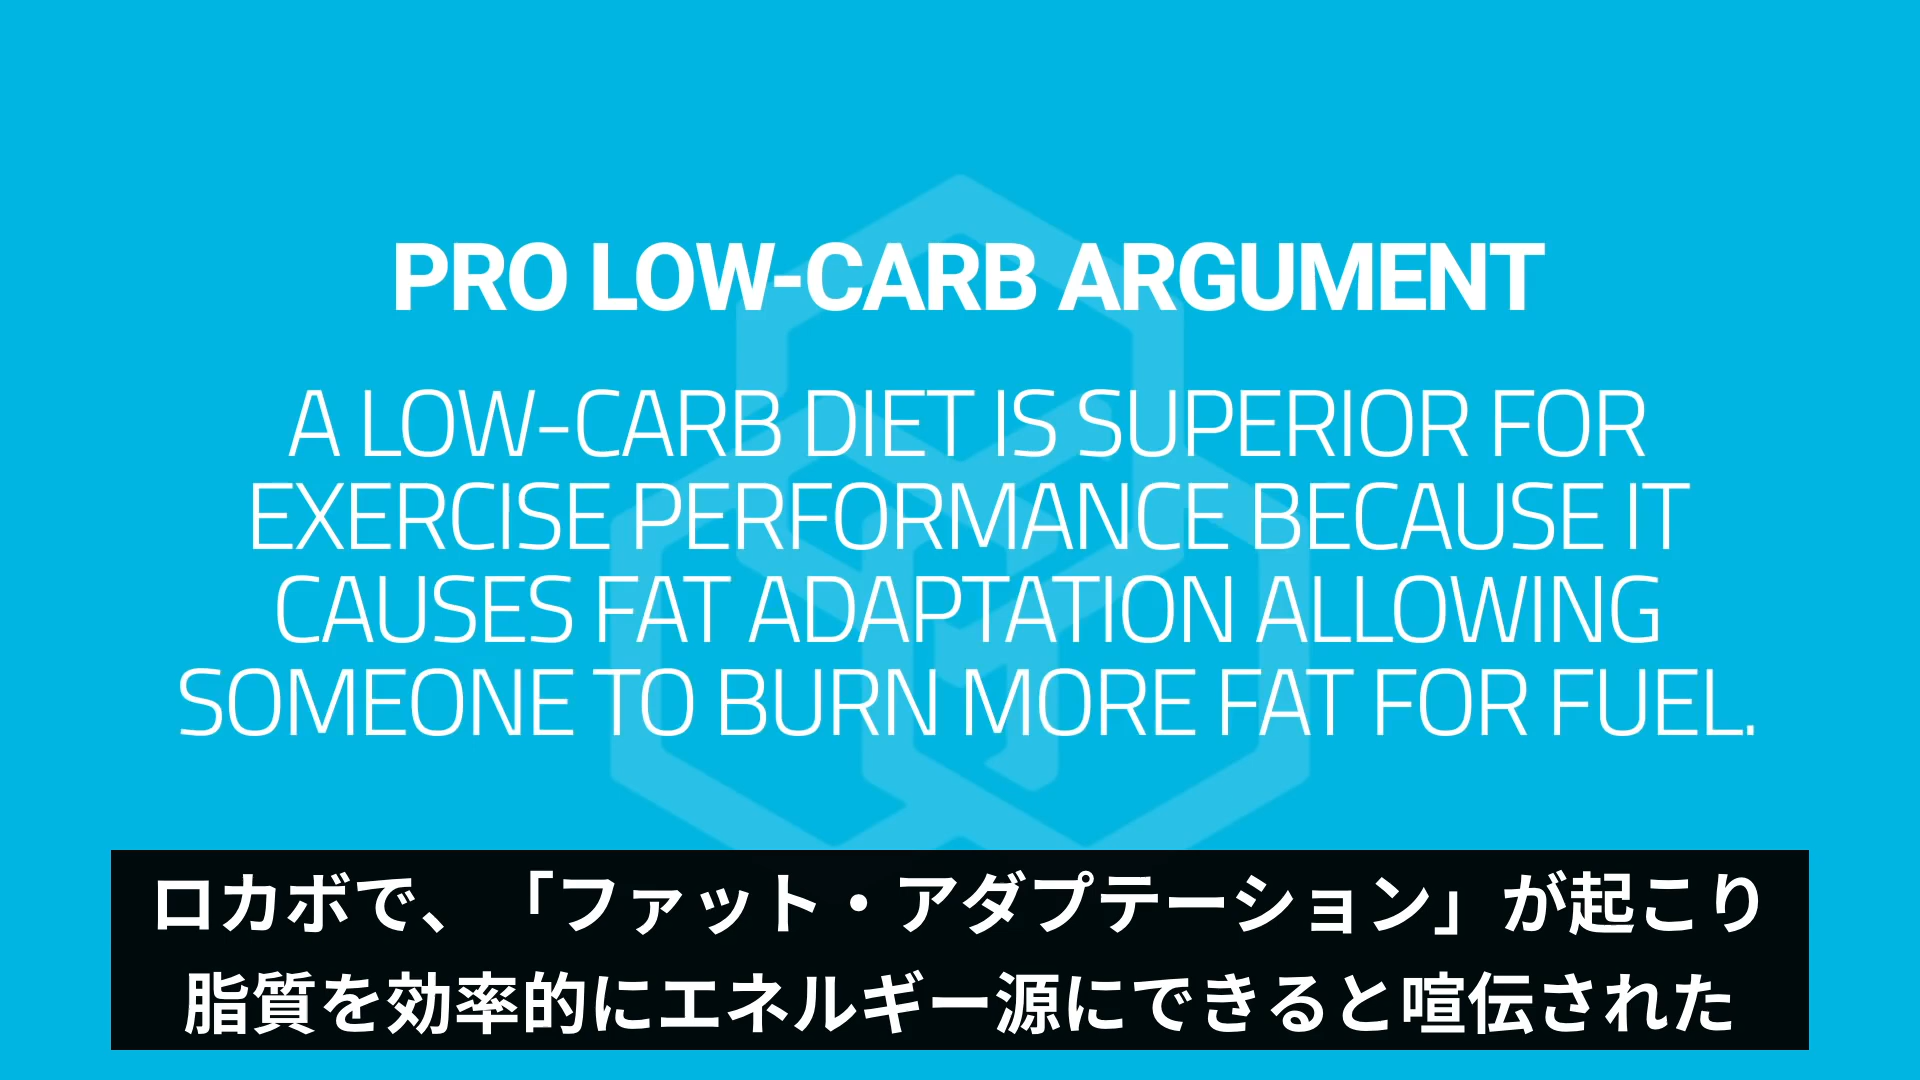 PRO LOW-CARB ARGUMENT
A LOW-CARB DIET IS SUPERIOR FOR
EXERCISE PERFORMANCE BECAUSE IT
CAUSES FAT ADAPTATION ALLOWING
SOMEONE TO BURN MORE FAT FOR FUEL.
ロカボで、「ファット・アダプテーション」が起こり
脂質を効率的にエネルギー源にできると喧伝された